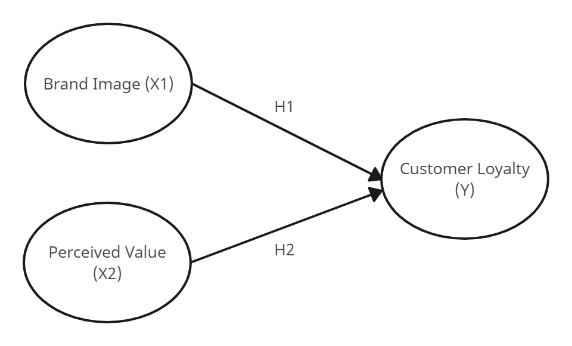 Brand Image (X1)
H1
Customer Loyalty
(Y)
Perceived Value
(X2)
H2